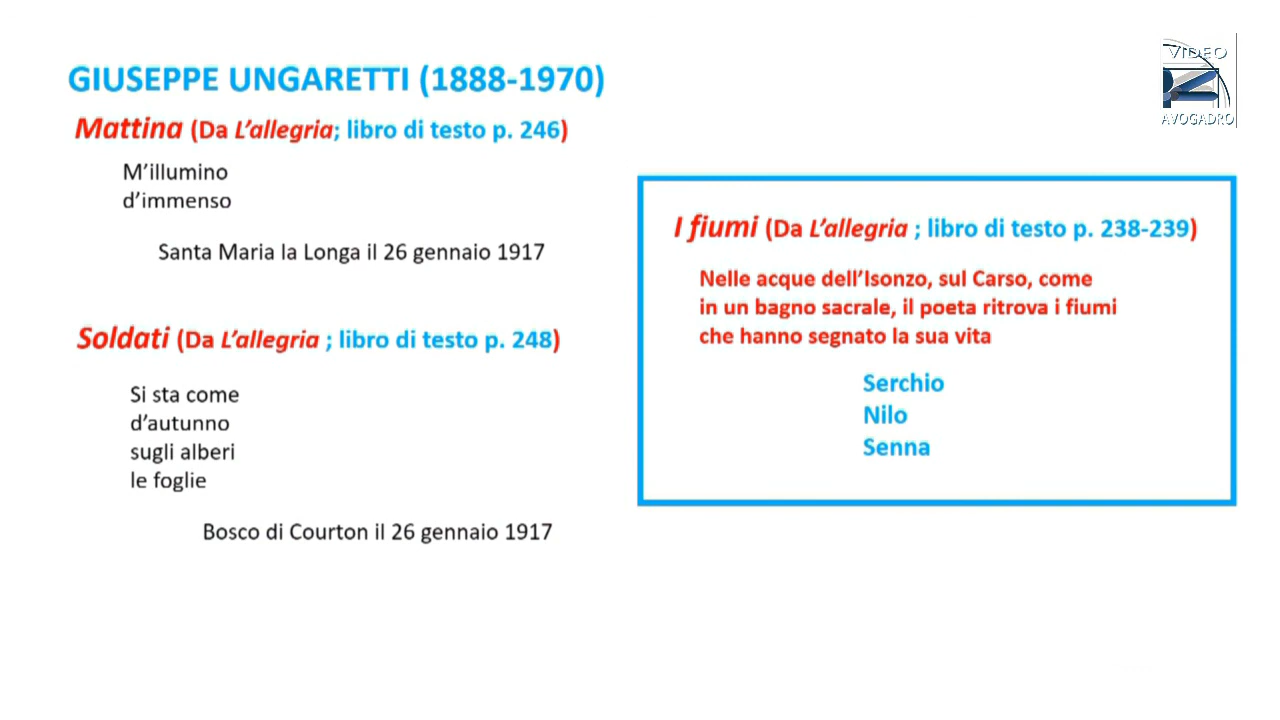 GIUSEPPE UNGARETTI (1888-1970)
Mattina (Da L'allegria; libro di testo p. 246)
M'illumino
d'immenso
Santa Maria la Longa il 26 gennaio 1917
Soldati (Da L'allegria ; libro di testo p. 248)
Si sta come
d'autunno
sugli alberi
le foglie
Bosco di Courton il 26 gennaio 1917
VIDEO
AVOGADRO
I fiumi (Da L'allegria ; libro di testo p. 238-239)
Nelle acque dell'Isonzo, sul Carso, come
in un bagno sacrale, il poeta ritrova i fiumi
che hanno segnato la sua vita
Serchio
Nilo
Senna